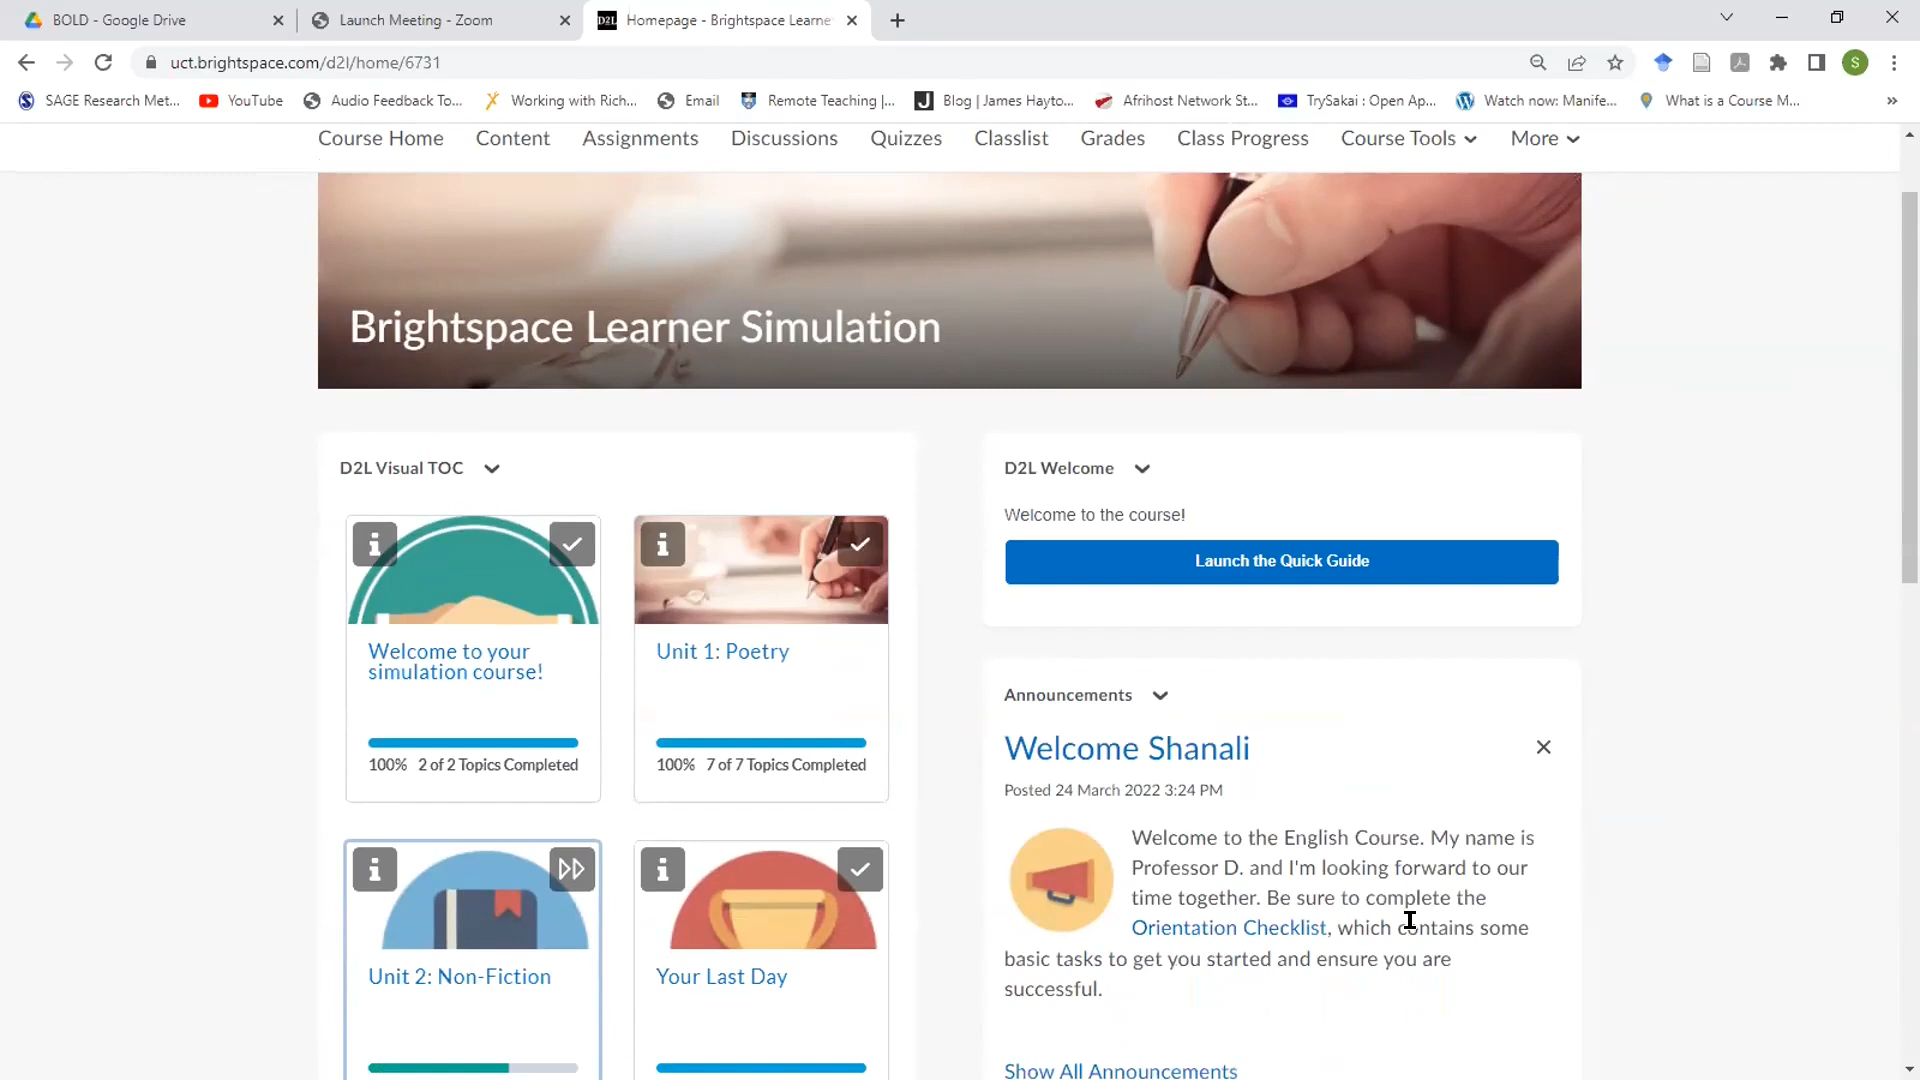 BOLD - Google Drive
Launch Meeting - Zoom
D2L Homepage - Brightspace Learne
uct.brightspace.com/d2l/home/6731
S
SAGE Research Met...
YouTube
Audio Feedback To...
Working with Rich...
Email
Remote Teaching |...
Blog | James Hayto...
Afrihost Network St...
TrySakai : Open Ap...
Watch now: Manife...
What is a Course M...
Course Home
Content
Assignments
Discussions
Quizzes
Classlist
Grades
Class Progress
Course Tools
More
Brightspace Learner Simulation
D2L Visual TOC
Welcome to your
simulation course!
100% 2 of 2 Topics Completed
Unit 1: Poetry
100% 7 of 7 Topics Completed
Unit 2: Non-Fiction
Your Last Day
D2L Welcome
Welcome to the course!
Launch the Quick Guide
Announcements
Welcome Shanali
Posted 24 March 2022 3:24 PM
Welcome to the English Course. My name is
Professor D. and I'm looking forward to our
time together. Be sure to complete the
Orientation Checklist, which contains some
basic tasks to get you started and ensure you are
successful.
Show All Announcements